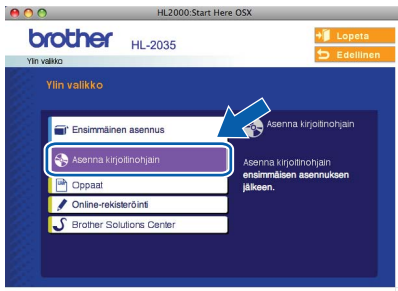 HL2000:Start Here OSX
brother HL-2035
Lopeta
Edellinen
Ylin valikko
Ylin valikko
Ensimmäinen asennus
Asenna kirjoitinohjain
Oppaat
Online-rekisteröinti
Brother Solutions Center
Asenna kirjoitinohjain
Asenna kirjoitinohjain
ensimmäisen asennuksen
jälkeen.